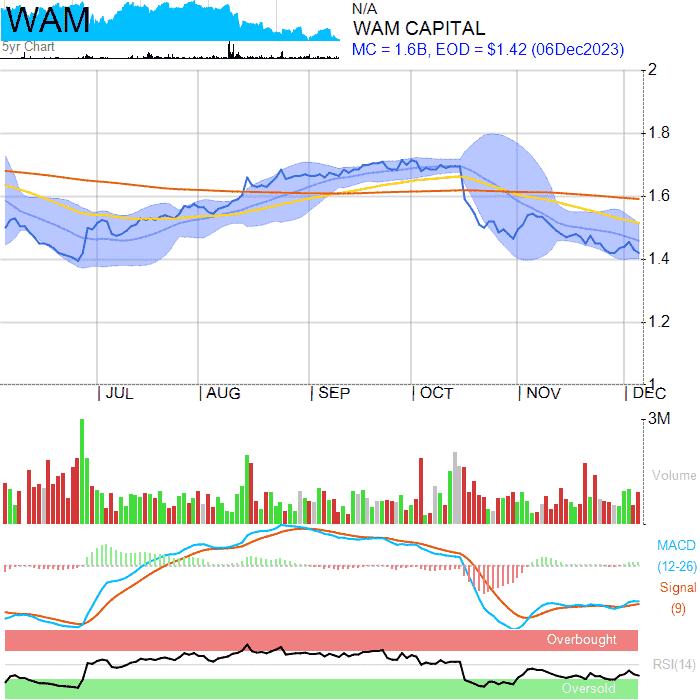 WAM
5yr Chart
N/A
WAM CAPITAL
MC = 1.6B, EOD = $1.42 (06Dec2023)
2
1.8
1.6
1.4
1.2
1
JUL AUG SEP OCT NOV DEC
3M
Volume
MACD
(12-26)
Signal
(9)
Overbought
RSI(14)
Oversold